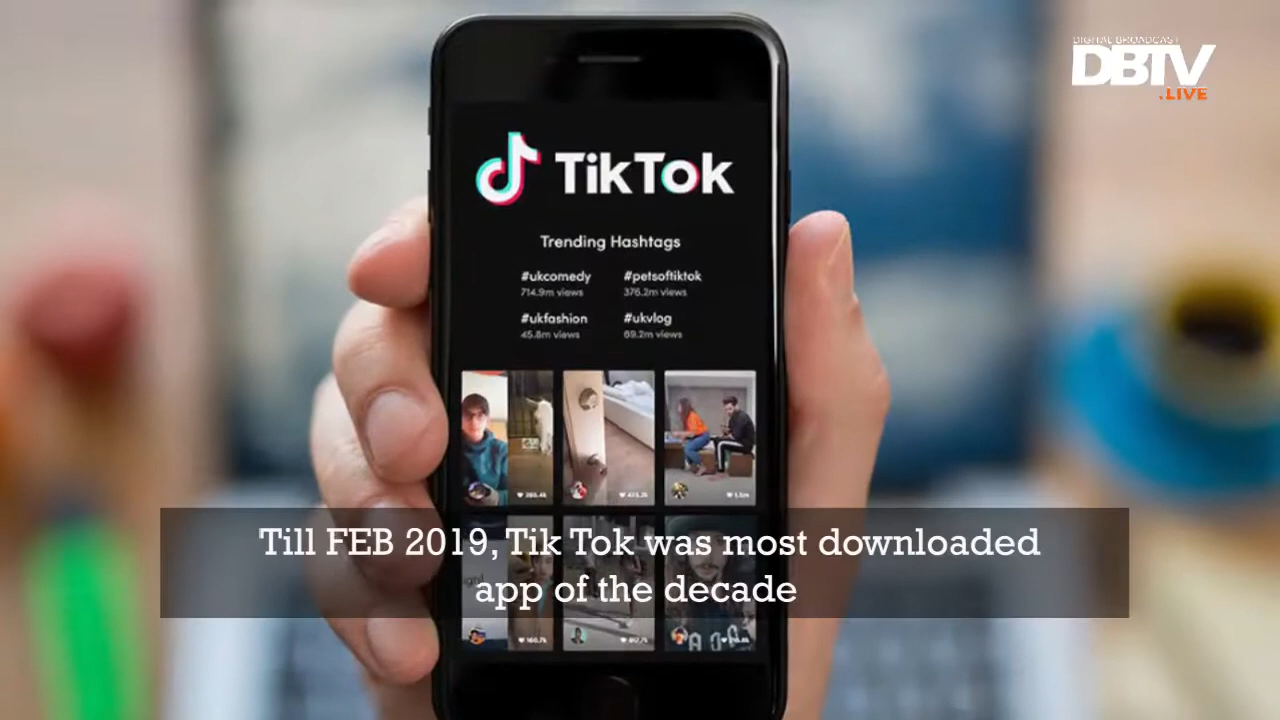 DIGITAL BROADCAST
DBTV
.LIVE
TikTok
Trending Hashtags
#ukcomedy #petsoftiktok
714.9m views 376.2m views
#ukfashion #ukvlog
45.8m views 69.2m views
Till FEB 2019, Tik Tok was most downloaded
app of the decade